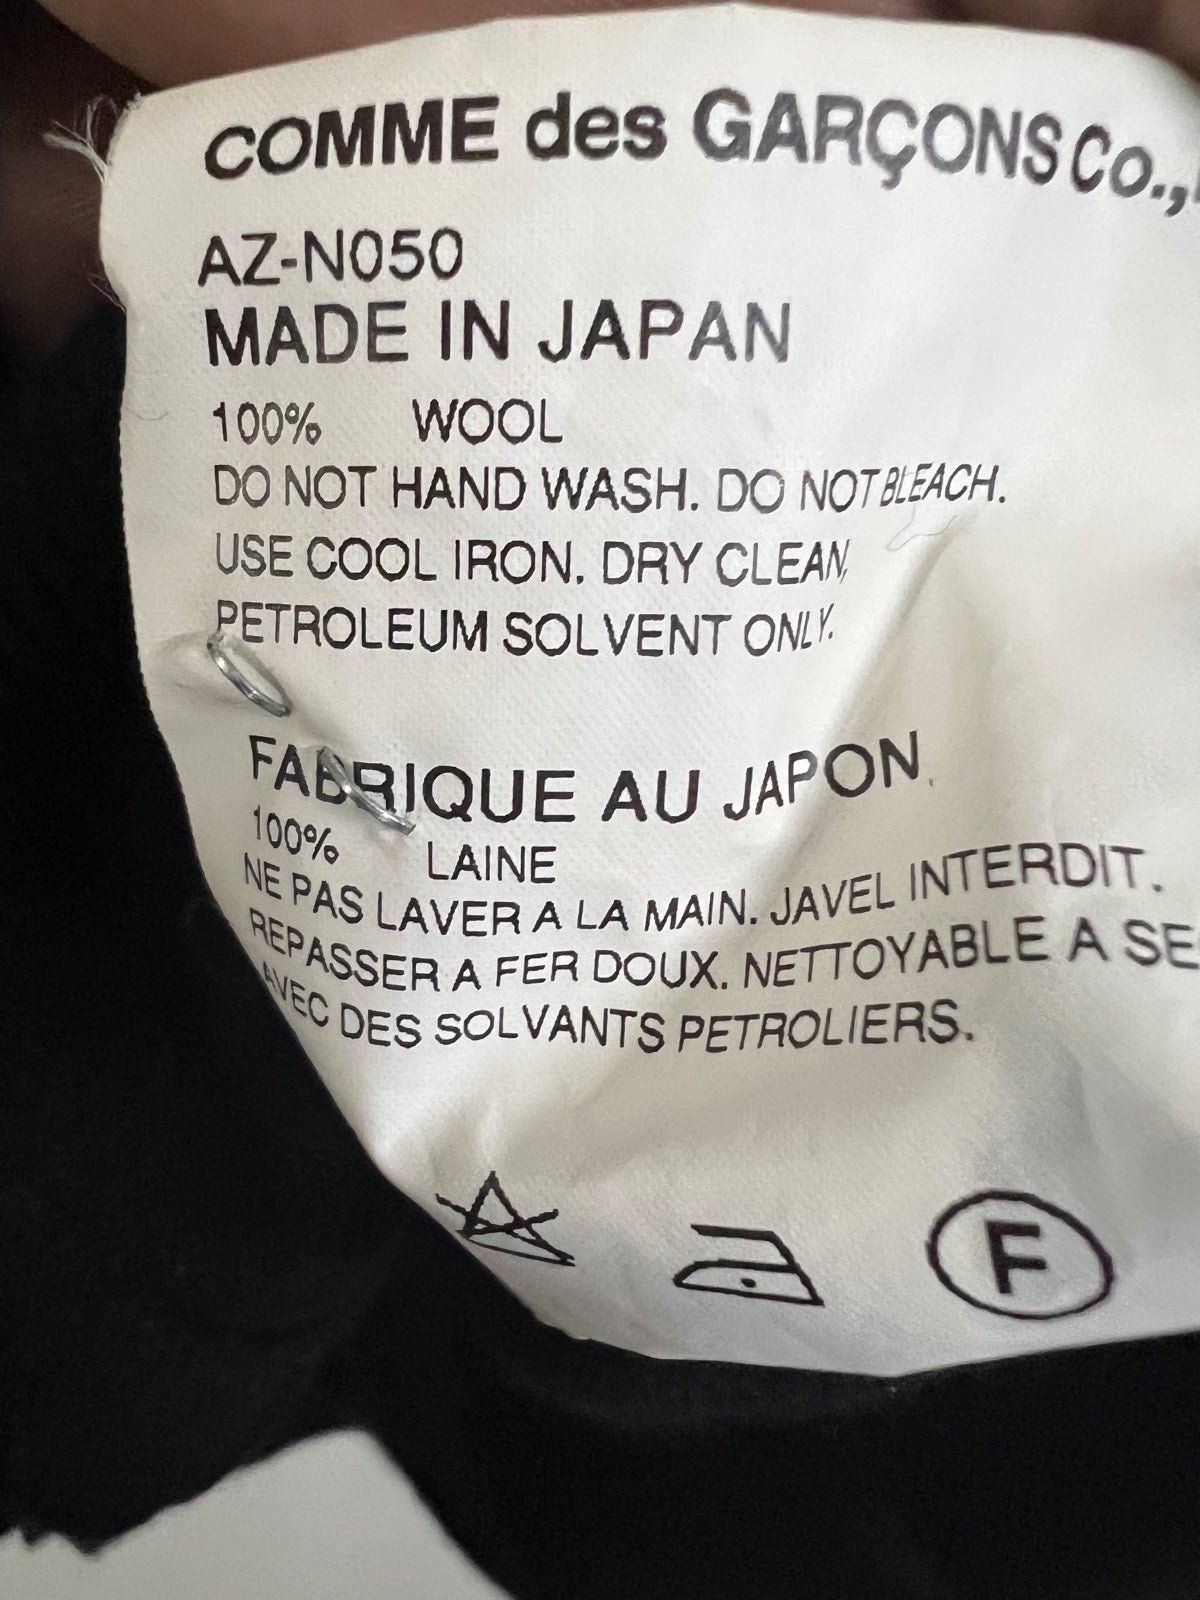 COMME des GARÇONS Co.,
AZ-N050
MADE IN JAPAN
100% WOOL
DO NOT HAND WASH. DO NOT BLEACH.
USE COOL IRON. DRY CLEAN,
PETROLEUM SOLVENT ONLY.
FABRIQUE AU JAPON
100% LAINE
NE PAS LAVER A LA MAIN. JAVEL INTERDIT.
REPASSER A FER DOUX. NETTOYABLE A SE
AVEC DES SOLVANTS PETROLIERS.
F